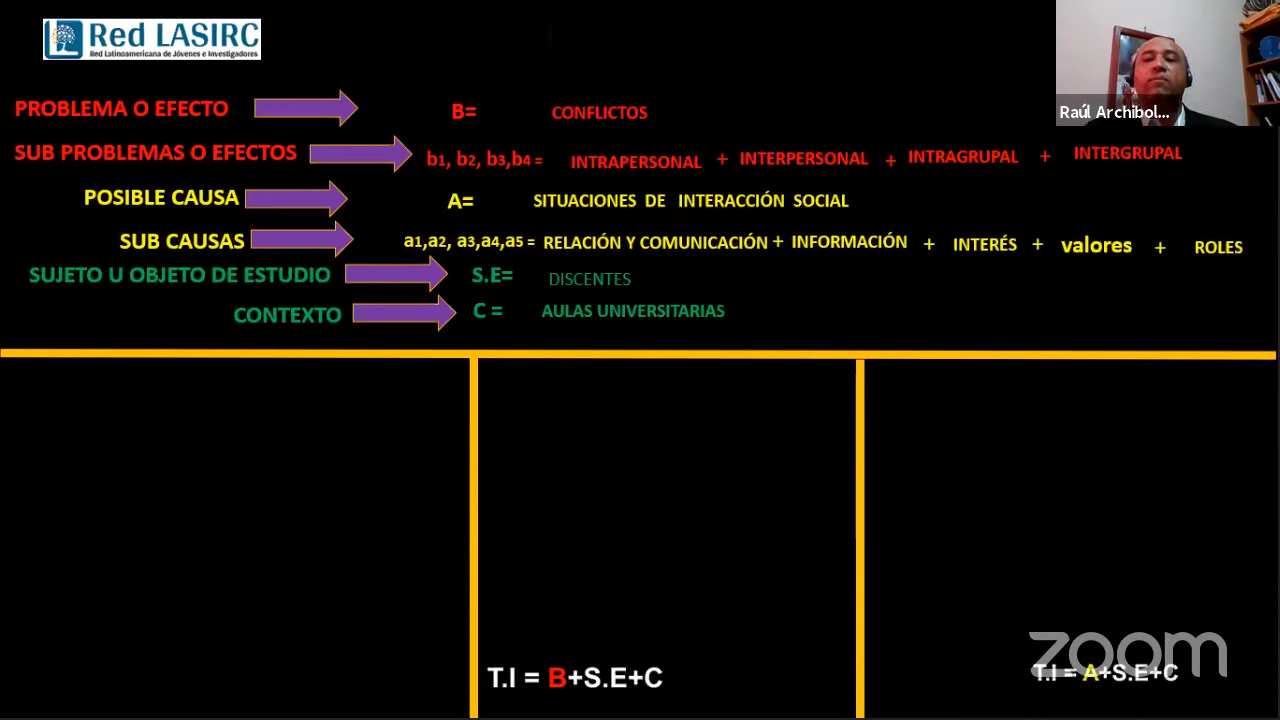 Red LASIRC
Red Latinoamericana de Jóvenes e Investigadores
Raúl Archibol...
PROBLEMA O EFECTO B= CONFLICTOS
SUB PROBLEMAS O EFECTOS b1, b2, b3,b4 = INTRAPERSONAL + INTERPERSONAL + INTRAGRUPAL + INTERGRUPAL
POSIBLE CAUSA A= SITUACIONES DE INTERACCIÓN SOCIAL
SUB CAUSAS a1,a2, a3,a4,a5 = RELACIÓN Y COMUNICACIÓN + INFORMACIÓN + INTERÉS + valores + ROLES
SUJETO U OBJETO DE ESTUDIO S.E= DISCENTES
CONTEXTO C = AULAS UNIVERSITARIAS
T.I = B+S.E+C
T.I = A+S.E+C
zoom